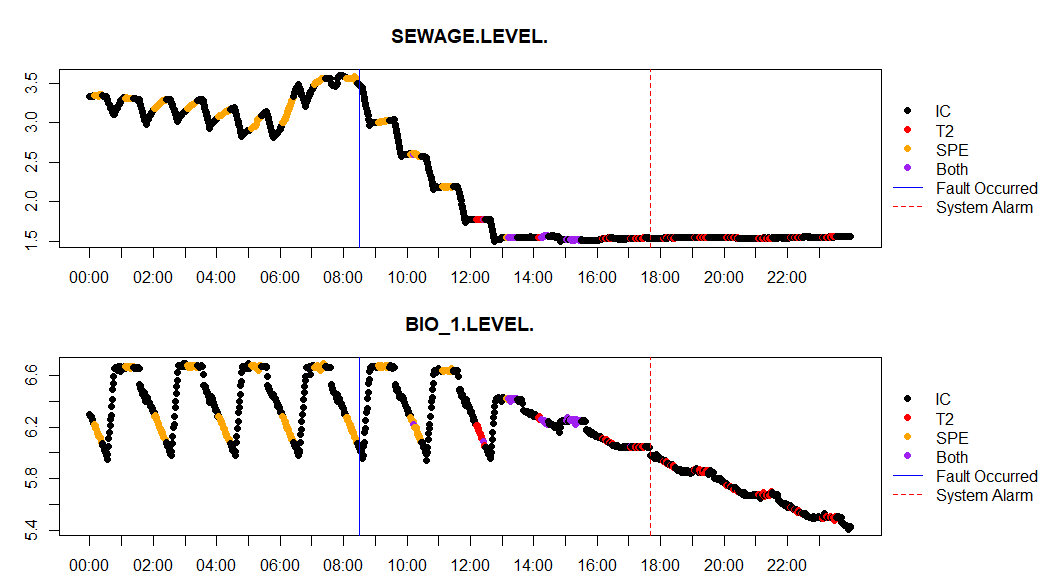 SEWAGE.LEVEL.
3.5
3.0
2.5
2.0
1.5
00:00 02:00 04:00 06:00 08:00 10:00 12:00 14:00 16:00 18:00 20:00 22:00
IC
T2
SPE
Both
Fault Occurred
System Alarm
BIO_1.LEVEL.
6.6
6.2
5.8
5.4
00:00 02:00 04:00 06:00 08:00 10:00 12:00 14:00 16:00 18:00 20:00 22:00
IC
T2
SPE
Both
Fault Occurred
System Alarm